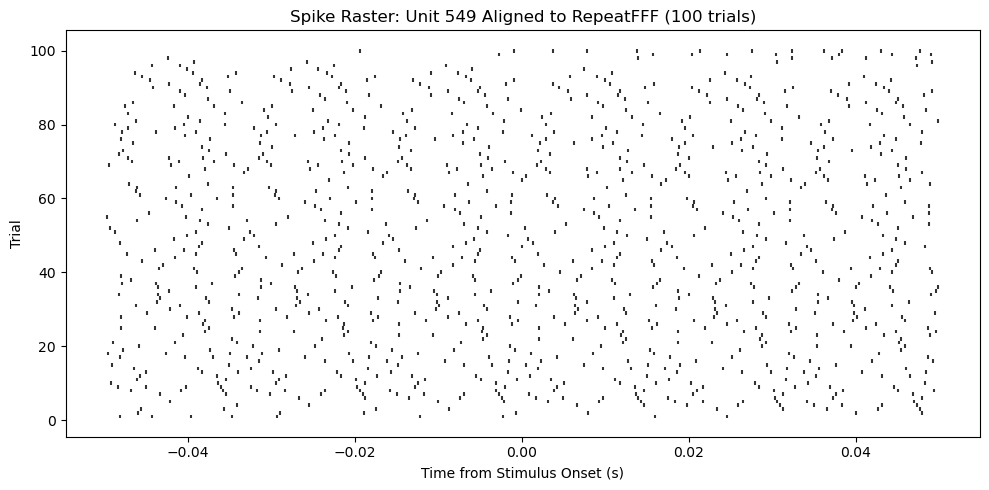 Spike Raster: Unit 549 Aligned to RepeatFFF (100 trials)
100
80
60
40
20
0
Trial
−0.04 −0.02 0.00 0.02 0.04
Time from Stimulus Onset (s)